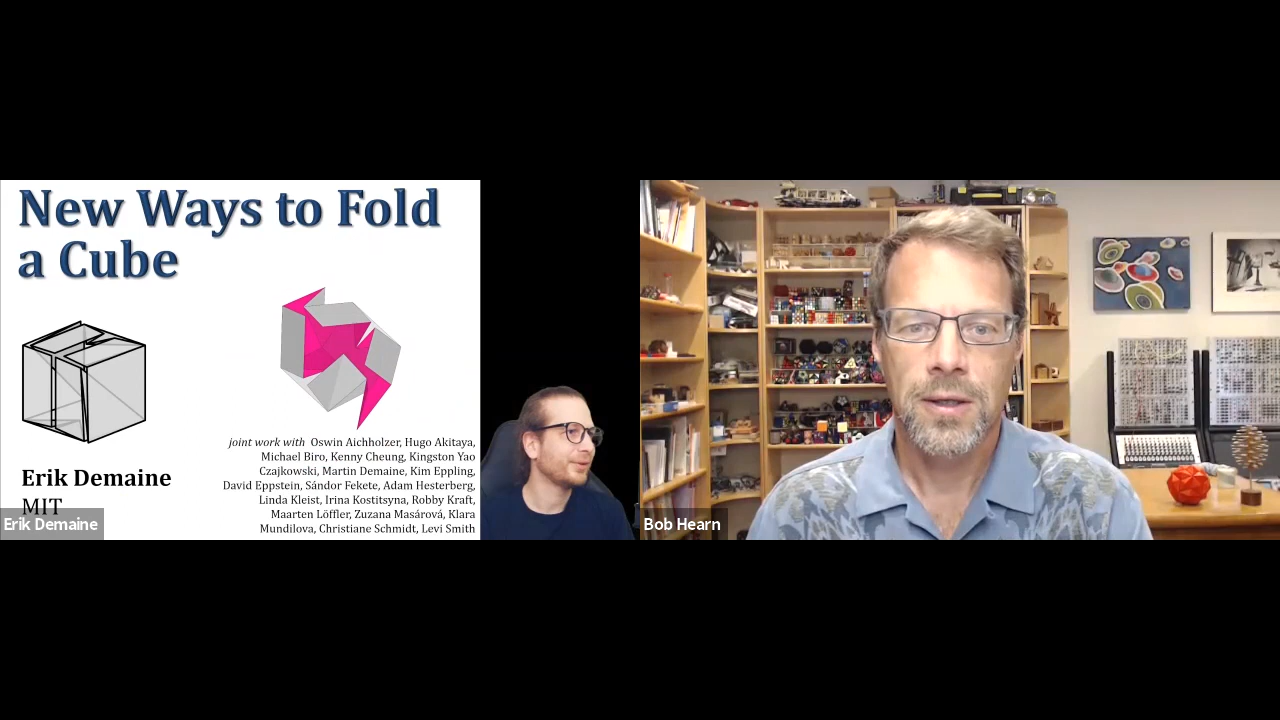 New Ways to Fold
a Cube
joint work with Oswin Aichholzer, Hugo Akitaya,
Michael Biro, Kenny Cheung, Kingston Yao
Czajkowski, Martin Demaine, Kim Eppling,
David Eppstein, Sándor Fekete, Adam Hesterberg,
Linda Kleist, Irina Kostitsyna, Robby Kraft,
Maarten Löffler, Zuzana Masárová, Klara
Mundilova, Christiane Schmidt, Levi Smith
Erik Demaine
MIT
Erik Demaine
Bob Hearn